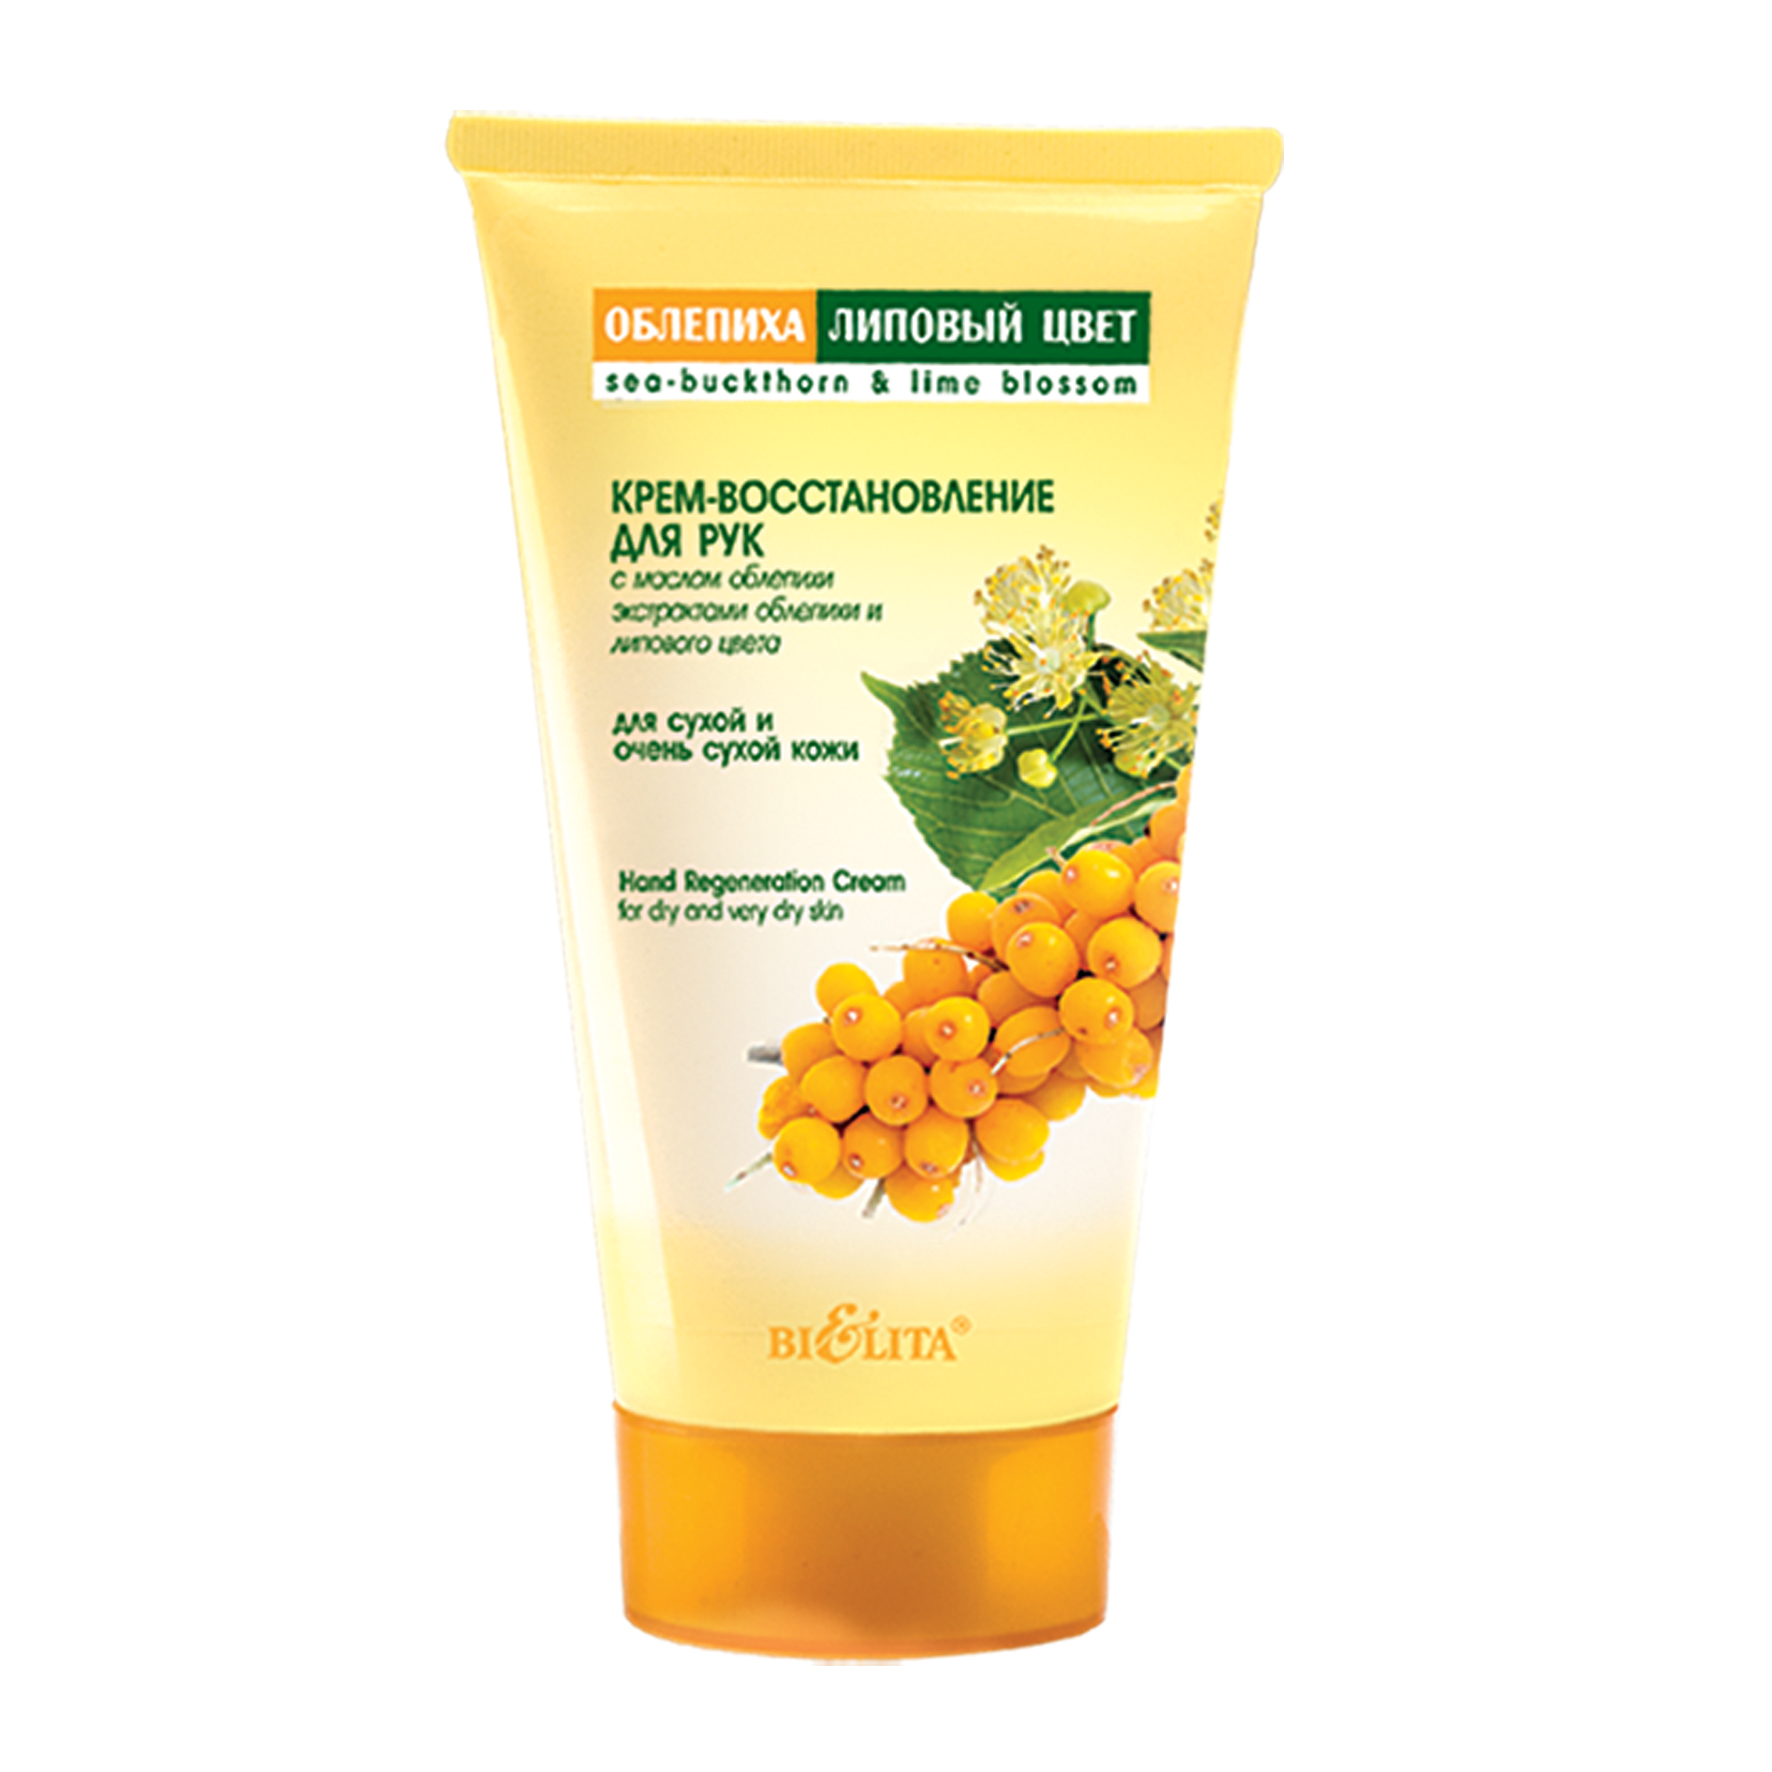 ОБЛЕПИХА ЛИПОВЫЙ ЦВЕТ
sea-buckthorn & lime blossom
КРЕМ-ВОССТАНОВЛЕНИЕ
ДЛЯ РУК
с маслом облепихи
экстрактами облепихи и
липового цвета
для сухой и
очень сухой кожи
Hand Regeneration Cream
for dry and very dry skin
BIELITA®